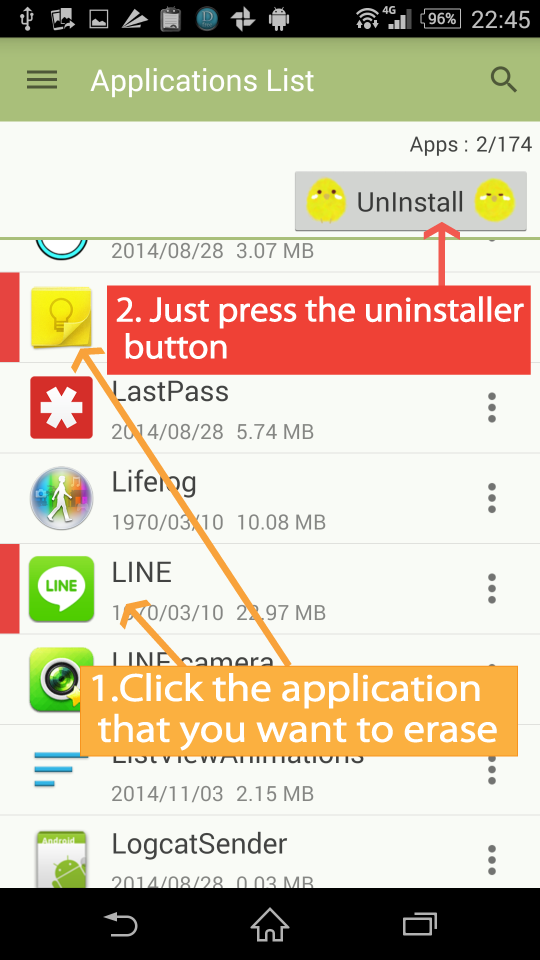 4G 96% 22:45
Applications List
Apps : 2/174
UnInstall
2014/08/28 3.07 MB
2. Just press the uninstaller
button
LastPass
2014/08/28 5.74 MB
Lifelog
1970/03/10 10.08 MB
LINE
LINE
1970/03/10 22.97 MB
LINE camera
1.Click the application
that you want to erase
ListViewAnimations
2014/11/03 2.15 MB
Android
LogcatSender
2014/08/28 0.03 MB